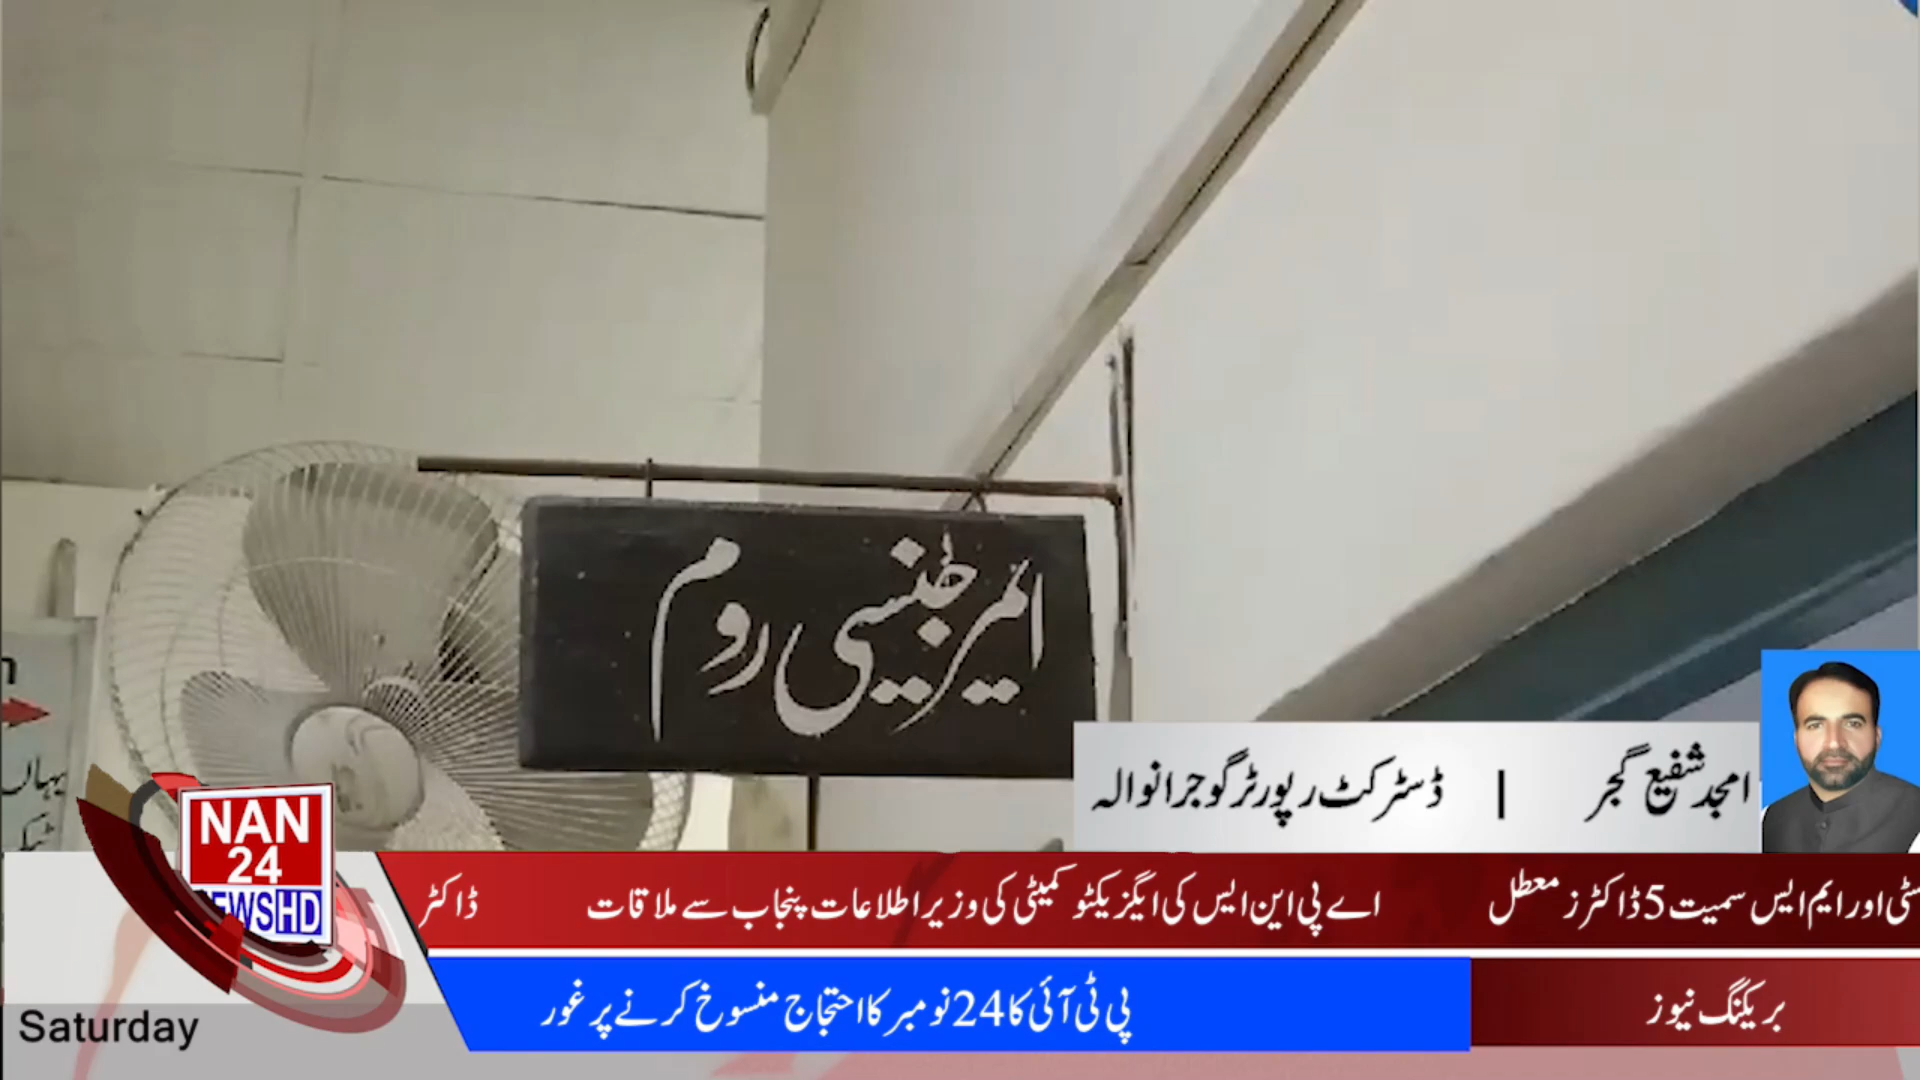 ایمرجنسی روم
یہاں
امجد شفیع گجر | ڈسٹرکٹ رپورٹر گوجرانوالہ
NAN
24
NEWSHD
اور ایم ایس سمیت 5 ڈاکٹرز معطل اے پی این ایس کی ایگزیکٹو کمیٹی کی وزیر اطلاعات پنجاب سے ملاقات ڈاکٹر
بریکنگ نیوز
پی ٹی آئی کا 24 نومبر کا احتجاج منسوخ کرنے پر غور
Saturday